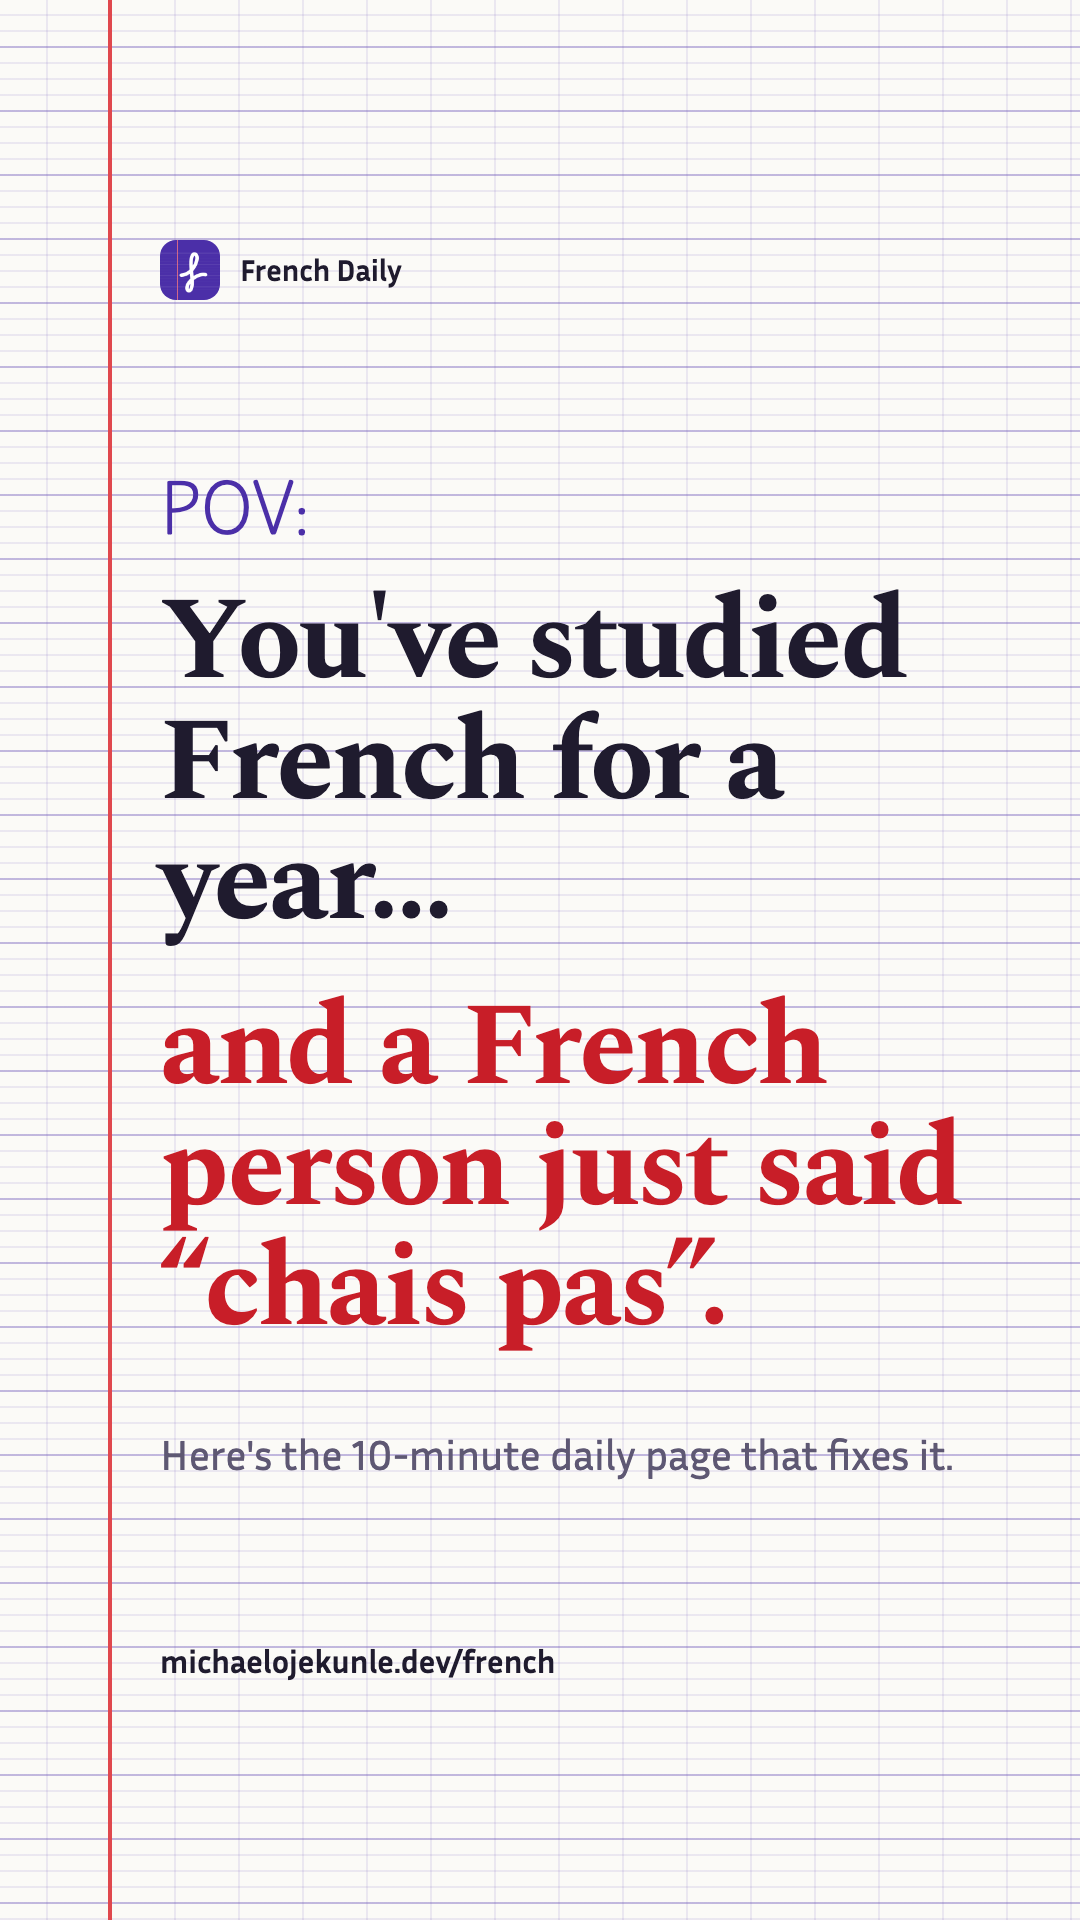 French Daily
POV:
You've studied
French for a
year...
and a French
person just said
“chais pas”.
Here's the 10-minute daily page that fixes it.
michaelojekunle.dev/french